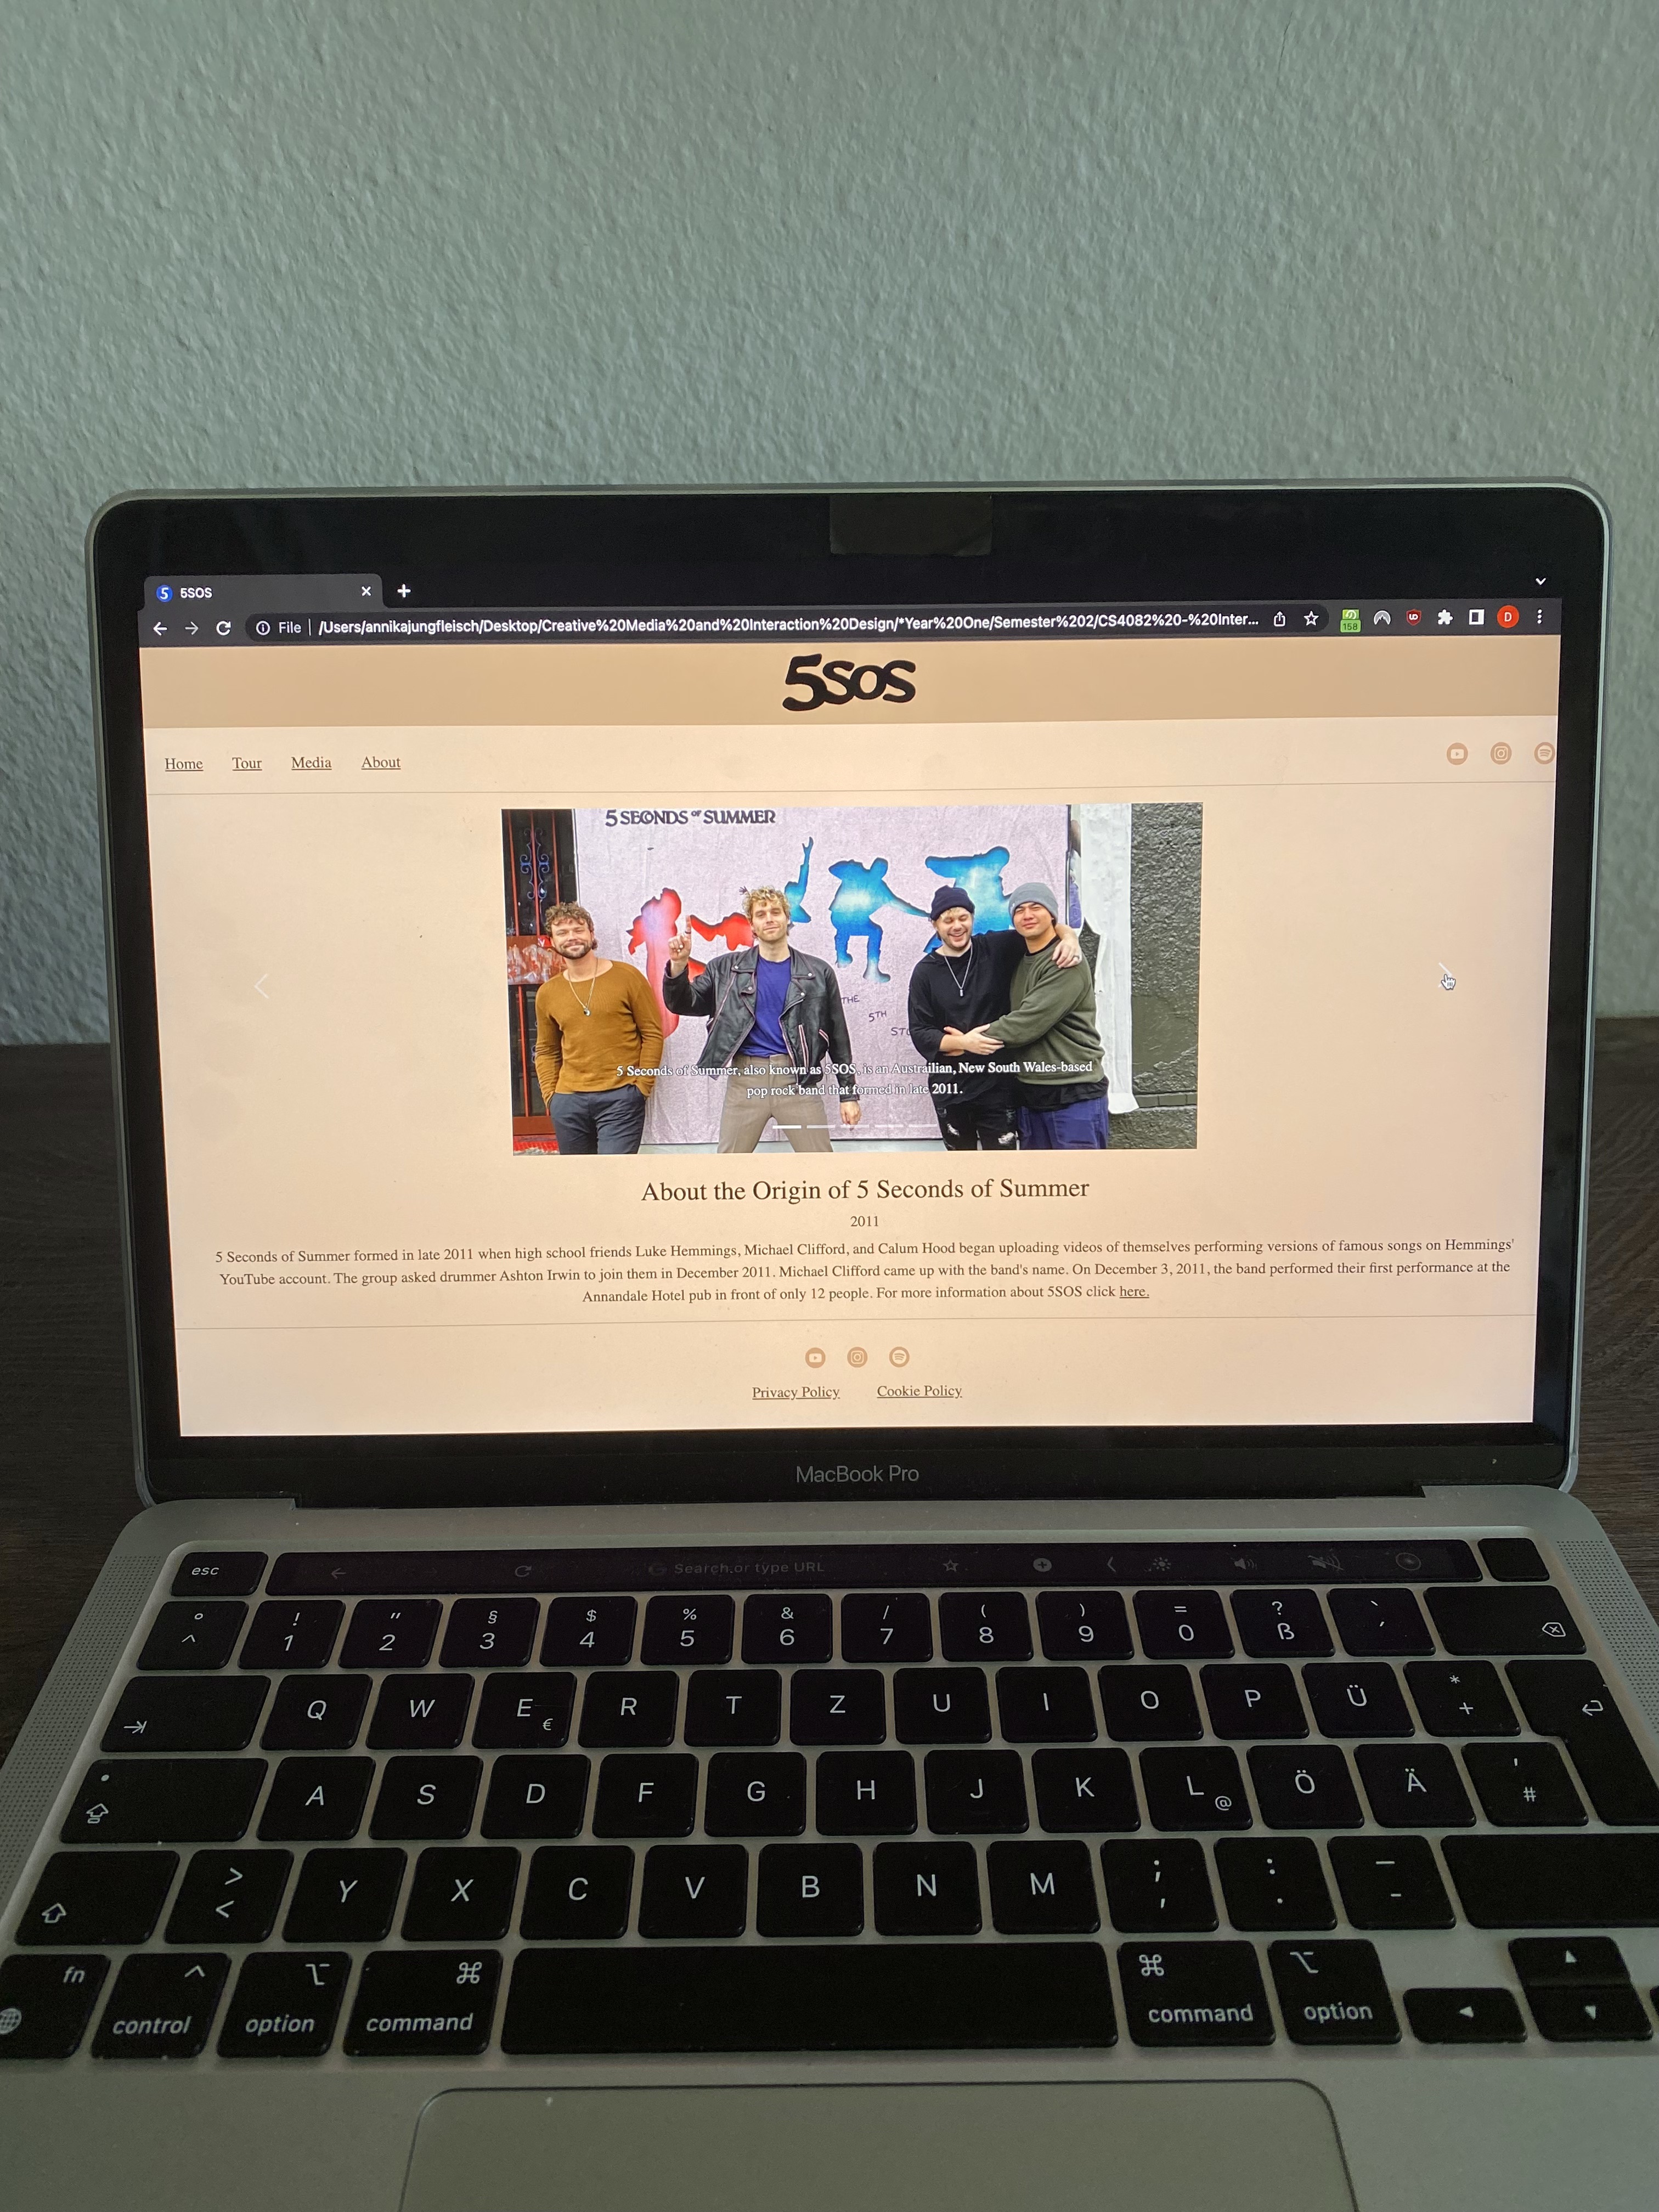 5SOS
File | /Users/annikajungfleisch/Desktop/Creative%20Media%20and%20Interaction%20Design/*Year%20One/Semester%202/CS4082%20-%20Inter...
158
D
5SOS
Home Tour Media About
5 SECONDS OF SUMMER
THE
5TH
5 Seconds of Summer, also known as 5SOS, is an Austrailian, New South Wales-based
pop rock band that formed in late 2011.
About the Origin of 5 Seconds of Summer
2011
5 Seconds of Summer formed in late 2011 when high school friends Luke Hemmings, Michael Clifford, and Calum Hood began uploading videos of themselves performing versions of famous songs on Hemmings'
YouTube account. The group asked drummer Ashton Irwin to join them in December 2011. Michael Clifford came up with the band's name. On December 3, 2011, the band performed their first performance at the
Annandale Hotel pub in front of only 12 people. For more information about 5SOS click here.
Privacy Policy Cookie Policy
MacBook Pro
esc Search or type URL
° ! " § $ % & / ( ) = ? `
^ 1 2 3 4 5 6 7 8 9 0 ß ´
Q W E € R T Z U I O P Ü * +
A S D F G H J K L @ Ö Ä ' #
> < Y X C V B N M ; , : . _ -
fn control option command command option